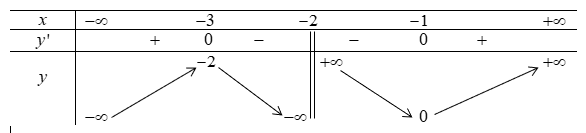 x −∞ −3 −2 −1 +∞
y' + 0 − − 0 +
−2 +∞ +∞
y
−∞ −∞ 0